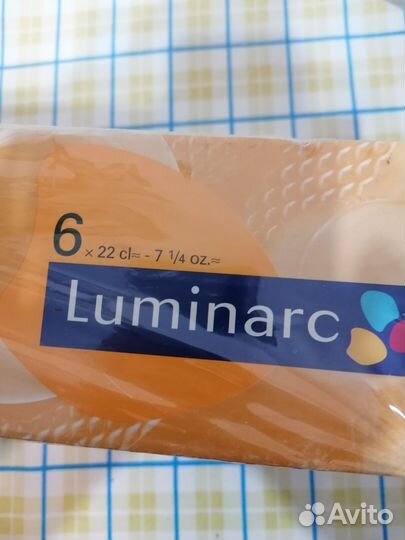 6 × 22 cl≈ - 7 1/4 oz.≈
Luminarc
Avito